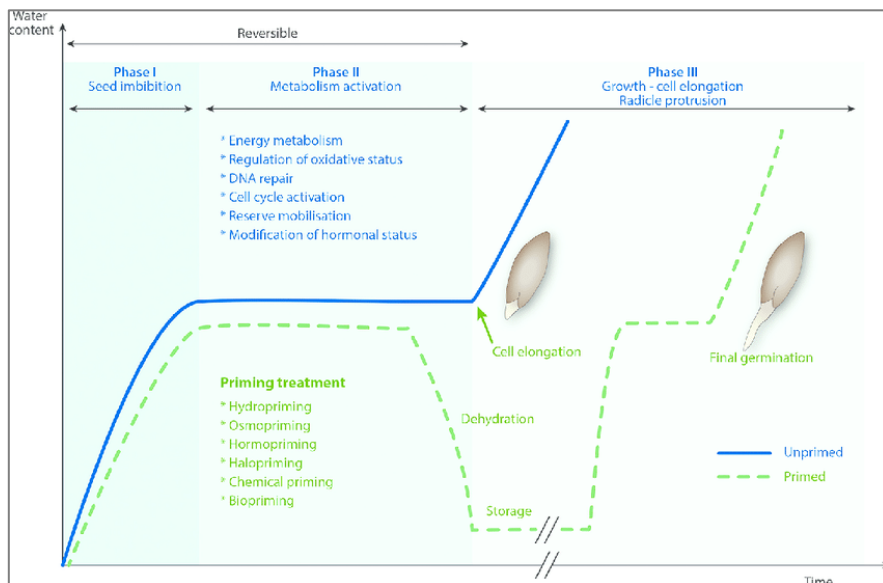 Water
content
Reversible
Phase I
Seed imbibition
Phase II
Metabolism activation
Phase III
Growth - cell elongation
Radicle protrusion
* Energy metabolism
* Regulation of oxidative status
* DNA repair
* Cell cycle activation
* Reserve mobilisation
* Modification of hormonal status
Cell elongation
Final germination
Priming treatment
* Hydropriming
* Osmopriming
* Hormopriming
* Halopriming
* Chemical priming
* Biopriming
Dehydration
Storage
Unprimed
Primed
Time